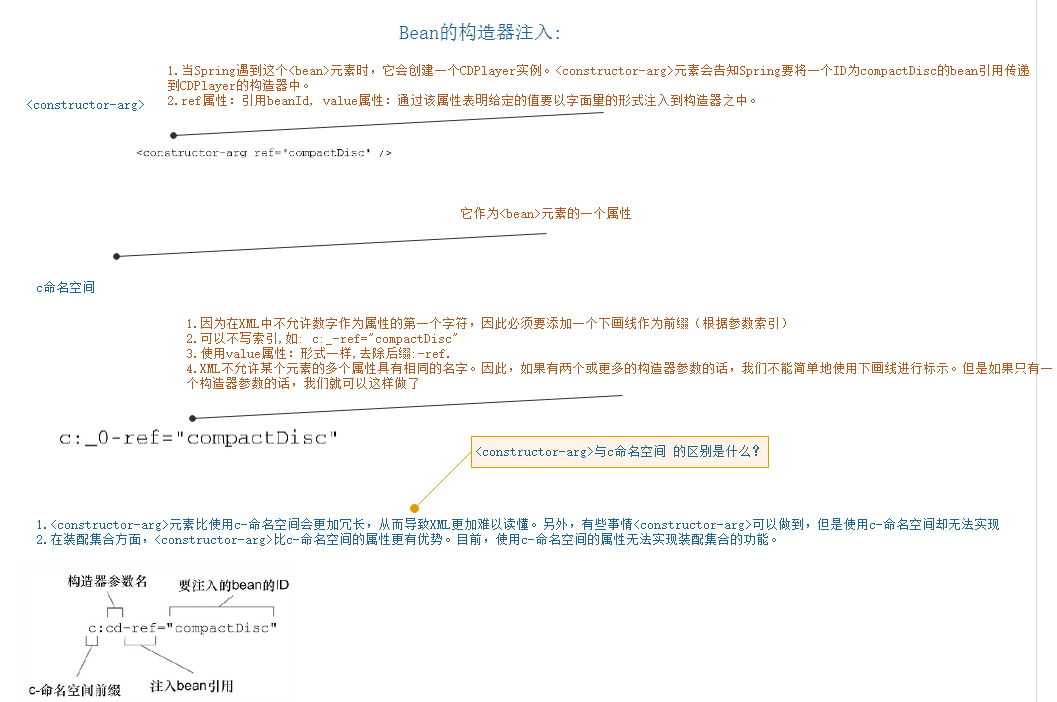 Bean的构造器注入:
1.当Spring遇到这个<bean>元素时，它会创建一个CDPlayer实例。<constructor-arg>元素会告知Spring要将一个ID为compactDisc的bean引用传递
到CDPlayer的构造器中。
2.ref属性：引用beanId, value属性：通过该属性表明给定的值要以字面量的形式注入到构造器之中。
<constructor-arg>
<constructor-arg ref="compactDisc" />
它作为<bean>元素的一个属性
c命名空间
1.因为在XML中不允许数字作为属性的第一个字符，因此必须要添加一个下画线作为前缀（根据参数索引）
2.可以不写索引,如: c:_-ref="compactDisc"
3.使用value属性：形式一样,去除后缀:-ref.
4.XML不允许某个元素的多个属性具有相同的名字。因此，如果有两个或更多的构造器参数的话，我们不能简单地使用下画线进行标示。但是如果只有一
个构造器参数的话，我们就可以这样做了
c:_0-ref="compactDisc"
<constructor-arg>与c命名空间 的区别是什么?
1.<constructor-arg>元素比使用c-命名空间会更加冗长，从而导致XML更加难以读懂。另外，有些事情<constructor-arg>可以做到，但是使用c-命名空间却无法实现
2.在装配集合方面，<constructor-arg>比c-命名空间的属性更有优势。目前，使用c-命名空间的属性无法实现装配集合的功能。
构造器参数名
要注入的bean的ID
c:cd-ref="compactDisc"
c-命名空间前缀
注入bean引用